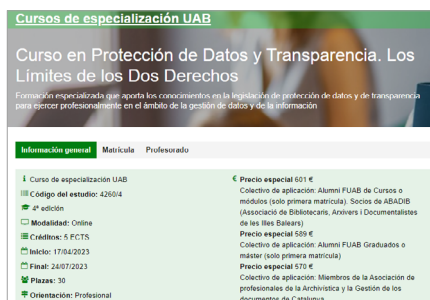 Cursos de especialización UAB
Curso en Protección de Datos y Transparencia. Los
Límites de los Dos Derechos
Formación especializada que aporta los conocimientos en la legislación de protección de datos y de transparencia
para ejercer profesionalmente en el ámbito de la gestión de datos y de la información
Información general Matrícula Profesorado
Curso de especialización UAB
Código del estudio: 4260/4
4ª edición
Modalidad: Online
Créditos: 5 ECTS
Inicio: 17/04/2023
Final: 24/07/2023
Plazas: 30
Orientación: Profesional
€ Precio especial 601 €
Colectivo de aplicación: Alumni FUAB de Cursos o
módulos (solo primera matrícula). Socios de ABADIB
(Associació de Bibliotecaris, Arxivers i Documentalistes
de les Illes Balears)
Precio especial 589 €
Colectivo de aplicación: Alumni FUAB Graduados o
máster (solo primera matrícula)
Precio especial 570 €
Colectivo de aplicación: Miembros de la Asociación de
profesionales de la Archivística y la Gestión de los
documentos de Catalunya